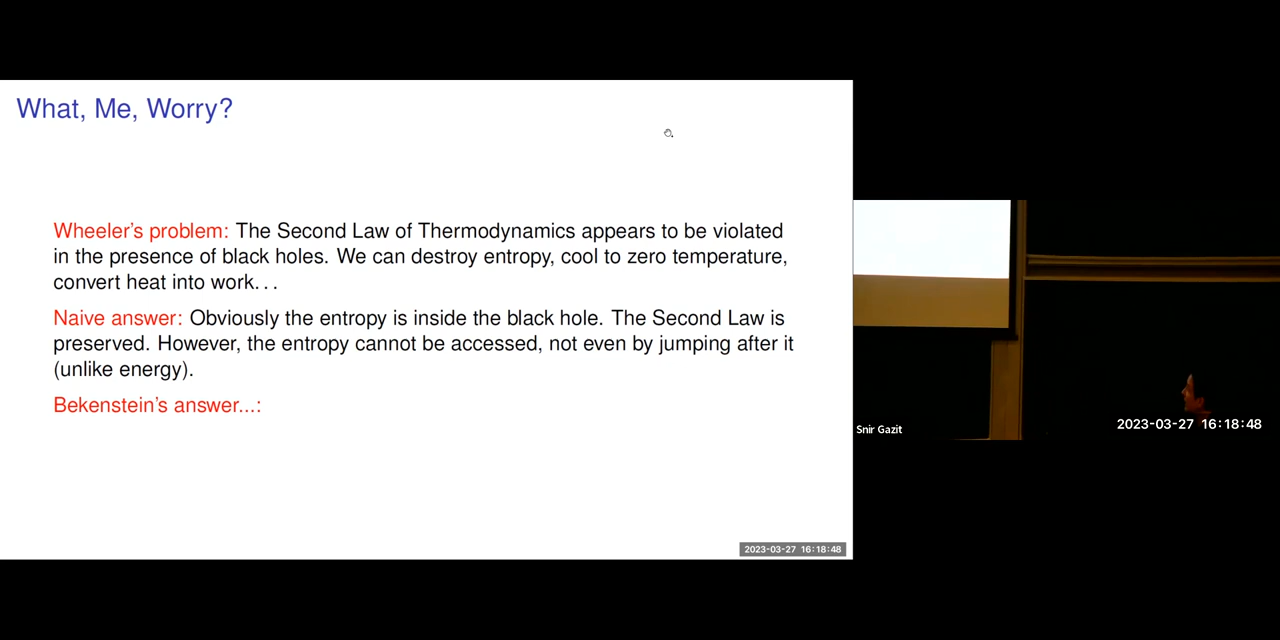 What, Me, Worry?
Wheeler's problem: The Second Law of Thermodynamics appears to be violated
in the presence of black holes. We can destroy entropy, cool to zero temperature,
convert heat into work...
Naive answer: Obviously the entropy is inside the black hole. The Second Law is
preserved. However, the entropy cannot be accessed, not even by jumping after it
(unlike energy).
Bekenstein's answer...:
Snir Gazit
2023-03-27 16:18:48
2023-03-27 16:18:48